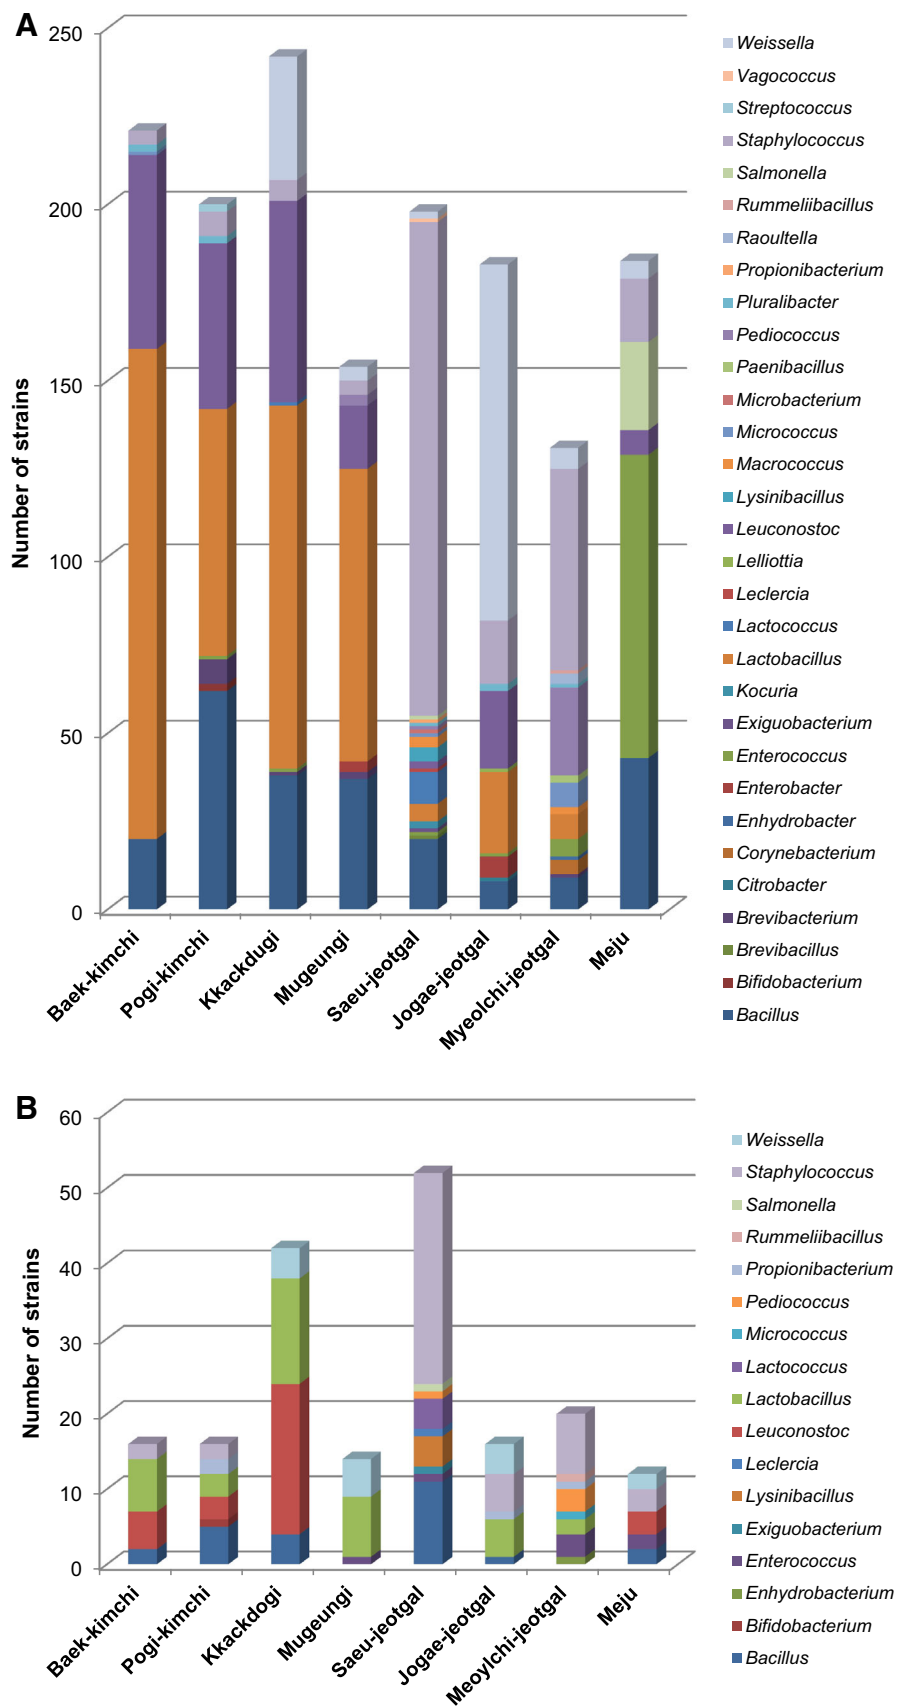 A
250
200
150
100
50
0
Number of strains
Baek-kimchi
Pogi-kimchi
Kkackdugi
Mugeungi
Saeu-jeotgal
Jogae-jeotgal
Myeolchi-jeotgal
Meju
Weissella
Vagococcus
Streptococcus
Staphylococcus
Salmonella
Rummeliibacillus
Raoultella
Propionibacterium
Pluralibacter
Pediococcus
Paenibacillus
Microbacterium
Micrococcus
Macrococcus
Lysinibacillus
Leuconostoc
Lelliottia
Leclercia
Lactococcus
Lactobacillus
Kocuria
Exiguobacterium
Enterococcus
Enterobacter
Enhydrobacter
Corynebacterium
Citrobacter
Brevibacterium
Brevibacillus
Bifidobacterium
Bacillus
B
60
50
40
30
20
10
0
Number of strains
Baek-kimchi
Pogi-kimchi
Kkackdogi
Mugeungi
Saeu-jeotgal
Jogae-jeotgal
Meoylchi-jeotgal
Meju
Weissella
Staphylococcus
Salmonella
Rummeliibacillus
Propionibacterium
Pediococcus
Micrococcus
Lactococcus
Lactobacillus
Leuconostoc
Leclercia
Lysinibacillus
Exiguobacterium
Enterococcus
Enhydrobacterium
Bifidobacterium
Bacillus